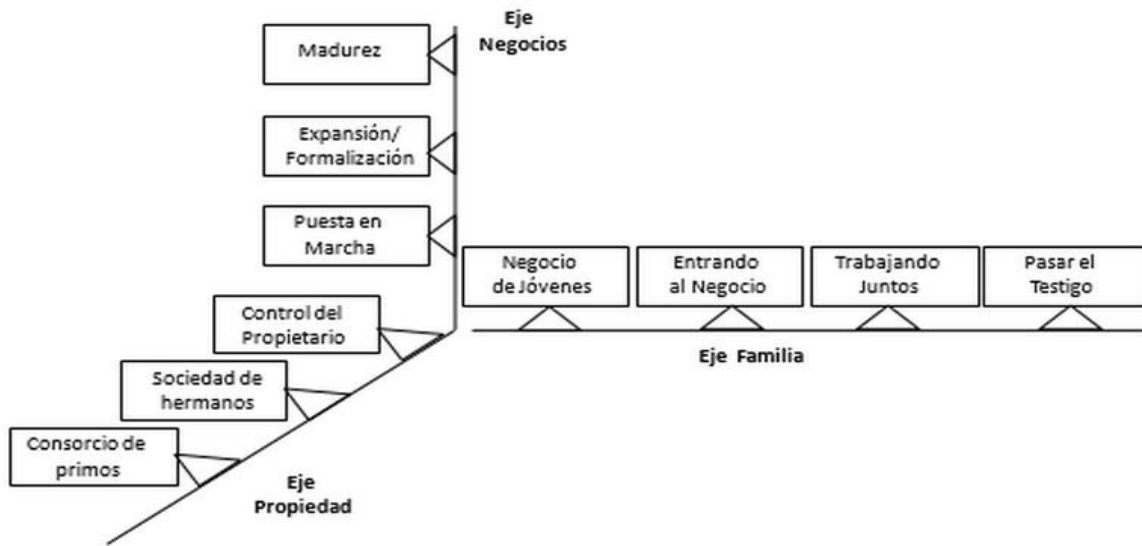 Eje
Negocios
Madurez
Expansión/
Formalización
Puesta en
Marcha
Negocio
de Jóvenes
Entrando
al Negocio
Trabajando
Juntos
Pasar el
Testigo
Control del
Propietario
Eje Familia
Sociedad de
hermanos
Consorcio de
primos
Eje
Propiedad